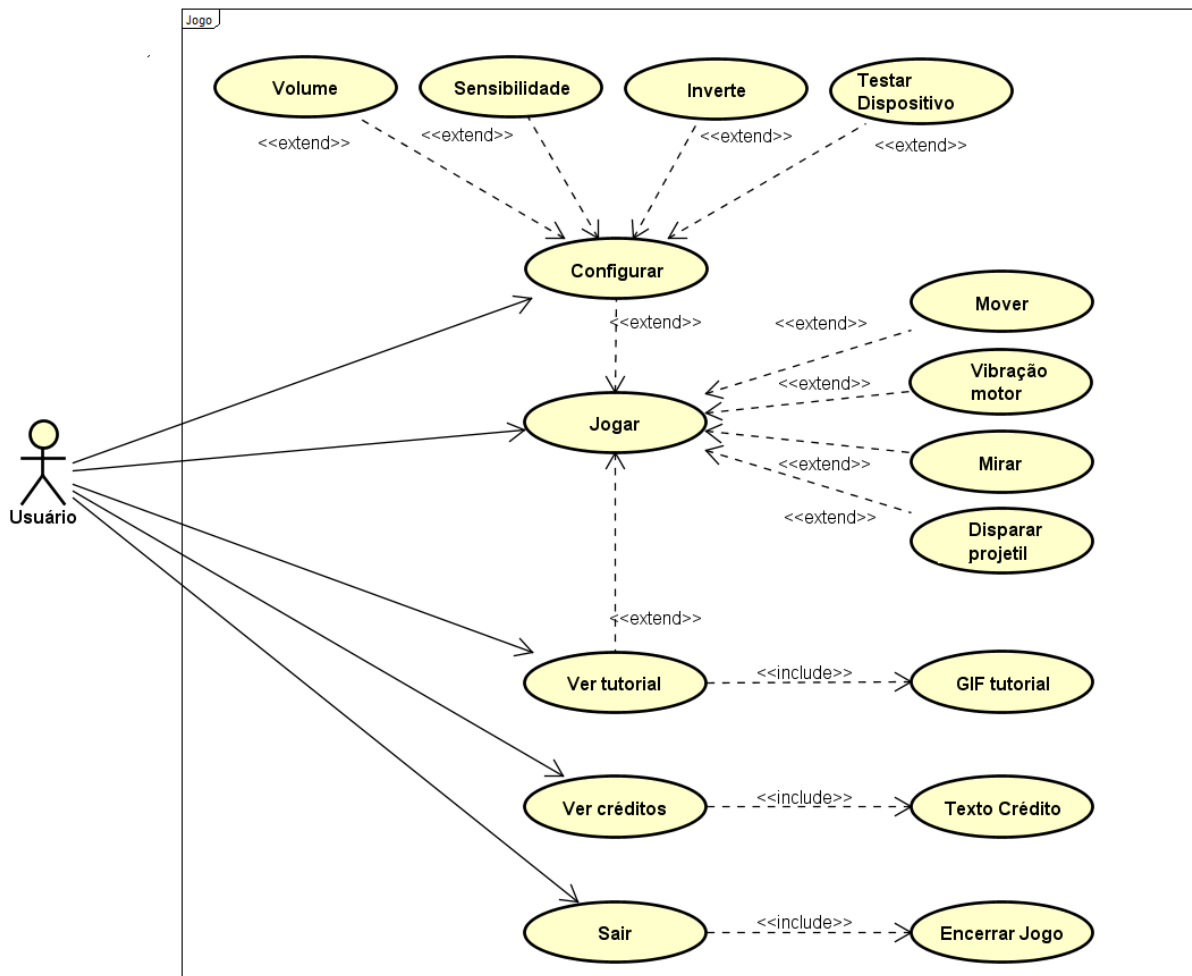 Jogo
Volume
Sensibilidade
Inverte
Testar
Dispositivo
<<extend>>
<<extend>>
<<extend>>
<<extend>>
Configurar
<<extend>>
Mover
<<extend>>
Vibração
motor
<<extend>>
Jogar
Mirar
<<extend>>
Disparar
projetil
<<extend>>
Usuário
<<extend>>
Ver tutorial
<<include>>
GIF tutorial
Ver créditos
<<include>>
Texto Crédito
Sair
<<include>>
Encerrar Jogo